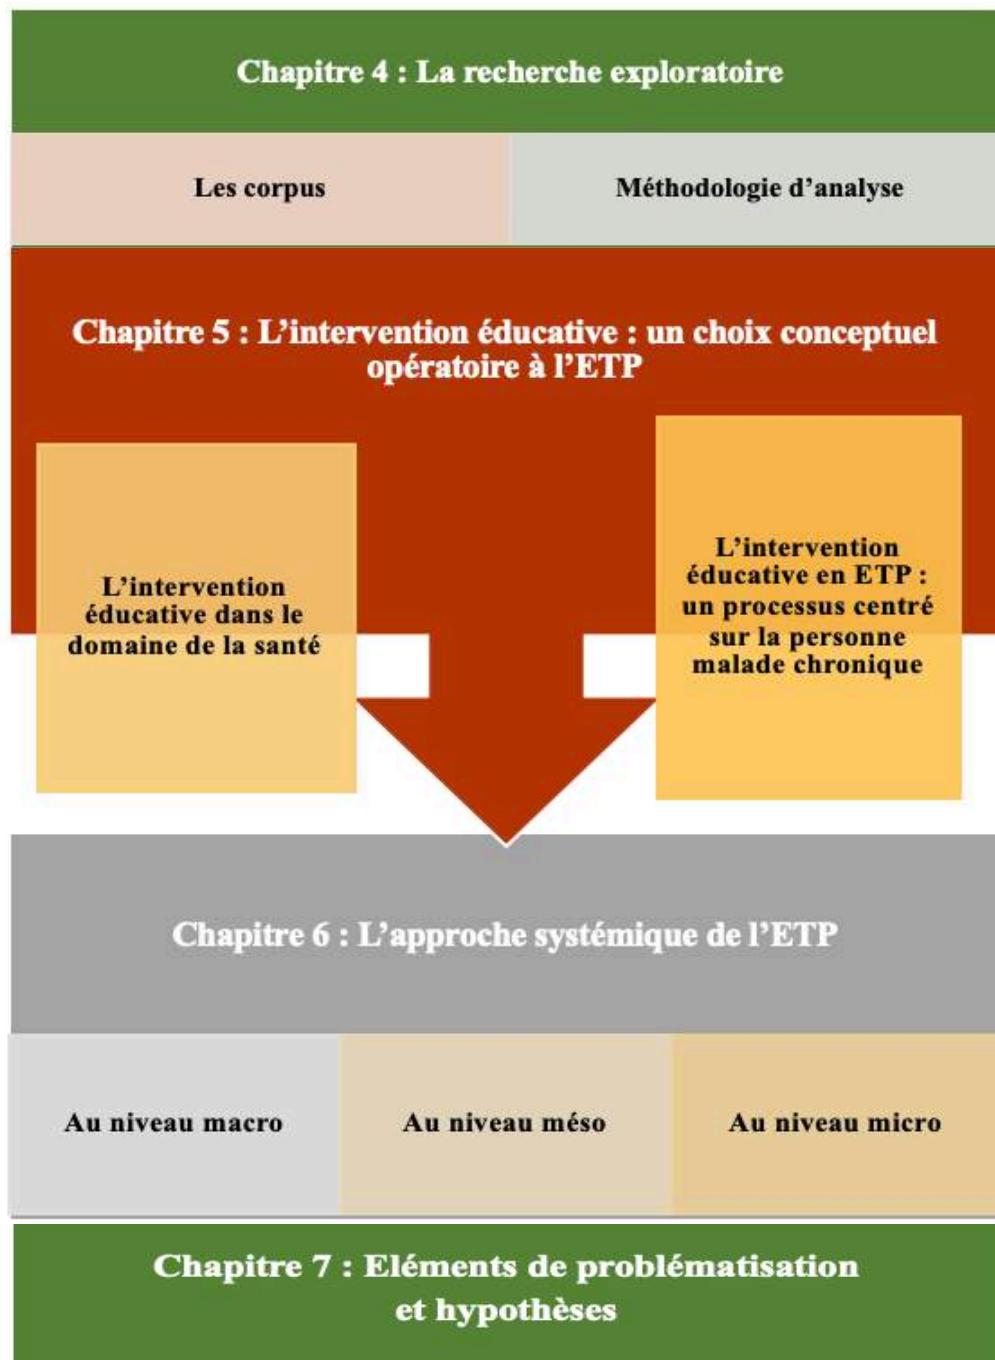 Chapitre 4 : La recherche exploratoire
Les corpus
Méthodologie d'analyse
Chapitre 5 : L'intervention éducative : un choix conceptuel
opératoire à l'ETP
L'intervention
éducative dans le
domaine de la santé
L'intervention
éducative en ETP :
un processus centré
sur la personne
malade chronique
Chapitre 6 : L'approche systémique de l'ETP
Au niveau macro
Au niveau méso
Au niveau micro
Chapitre 7 : Eléments de problématisation
et hypothèses